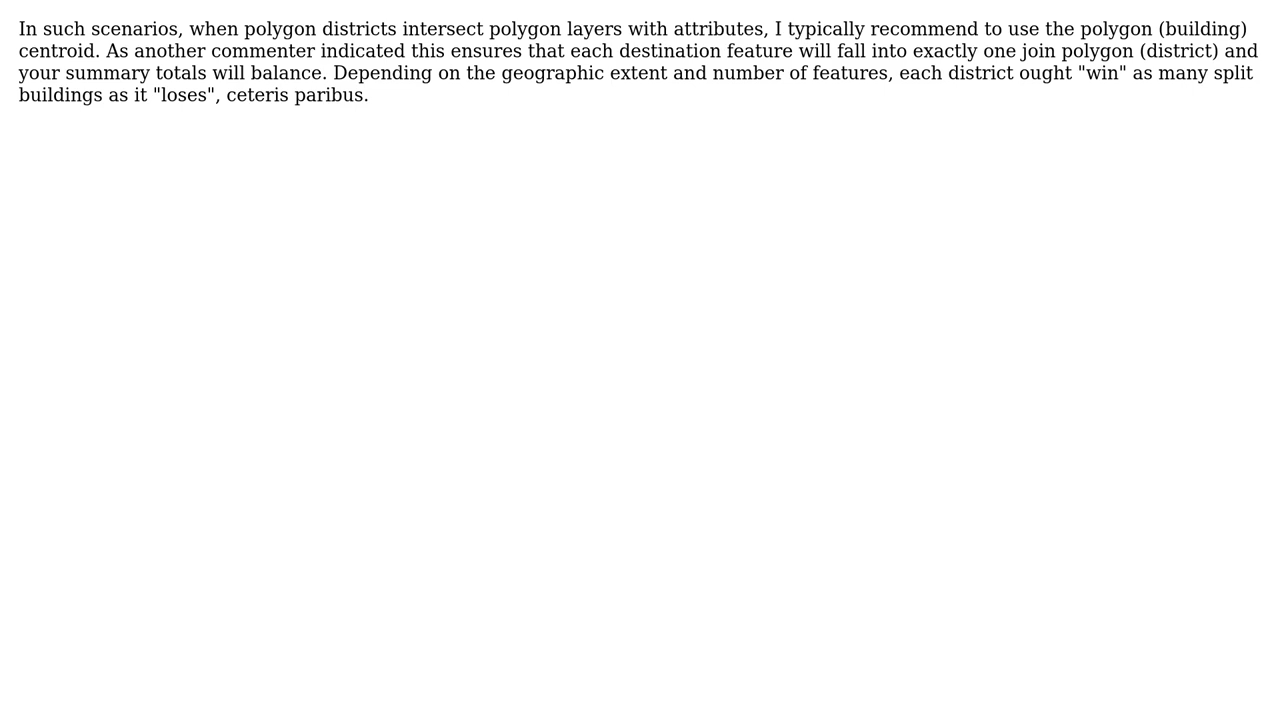 In such scenarios, when polygon districts intersect polygon layers with attributes, I typically recommend to use the polygon (building)
centroid. As another commenter indicated this ensures that each destination feature will fall into exactly one join polygon (district) and
your summary totals will balance. Depending on the geographic extent and number of features, each district ought "win" as many split
buildings as it "loses", ceteris paribus.